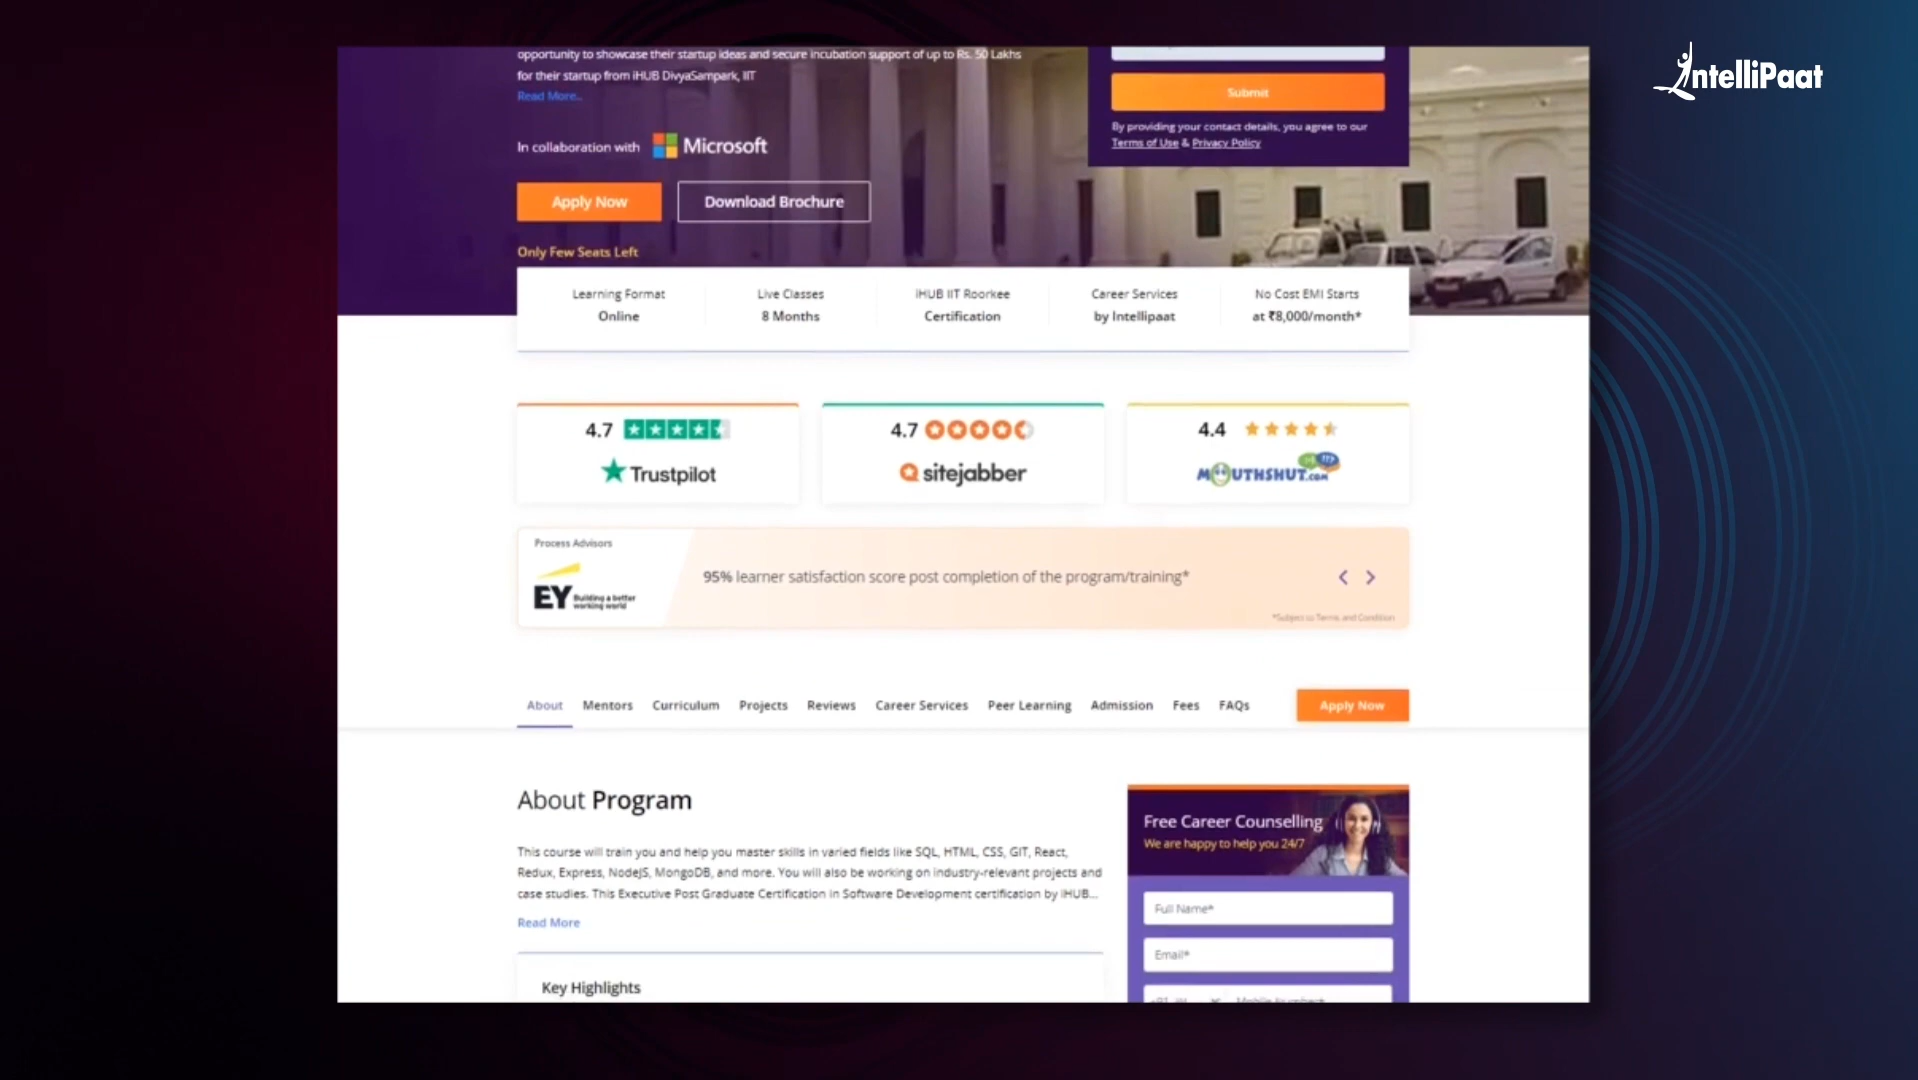 IntelliPaat
opportunity to showcase their startup ideas and secure incubation support of up to Rs. 50 Lakhs
for their startup from iHUB DivyaSampark, IIT
Read More..
In collaboration with Microsoft
Apply Now
Download Brochure
Only Few Seats Left
Submit
By providing your contact details, you agree to our
Terms of Use & Privacy Policy
Learning Format
Online
Live Classes
8 Months
iHUB IIT Roorkee
Certification
Career Services
by Intellipaat
No Cost EMI Starts
at ₹8,000/month*
4.7
Trustpilot
4.7
sitejabber
4.4
MOUTHSHUT.COM
Process Advisors
EY Building a better
working world
95% learner satisfaction score post completion of the program/training*
*Subject to Terms and Condition
About Mentors Curriculum Projects Reviews Career Services Peer Learning Admission Fees FAQs Apply Now
About Program
This course will train you and help you master skills in varied fields like SQL, HTML, CSS, GIT, React,
Redux, Express, NodeJS, MongoDB, and more. You will also be working on industry-relevant projects and
case studies. This Executive Post Graduate Certification in Software Development certification by iHUB...
Read More
Key Highlights
Free Career Counselling
We are happy to help you 24/7
Full Name*
Email*
Mobile Number*